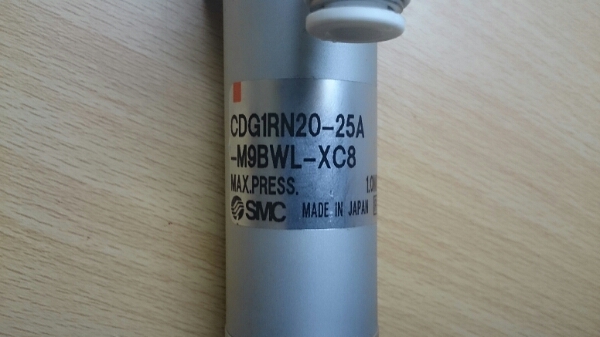 CDG1RN20-25A
-M9BWL-XC8
MAX.PRESS.
SMC MADE IN JAPAN